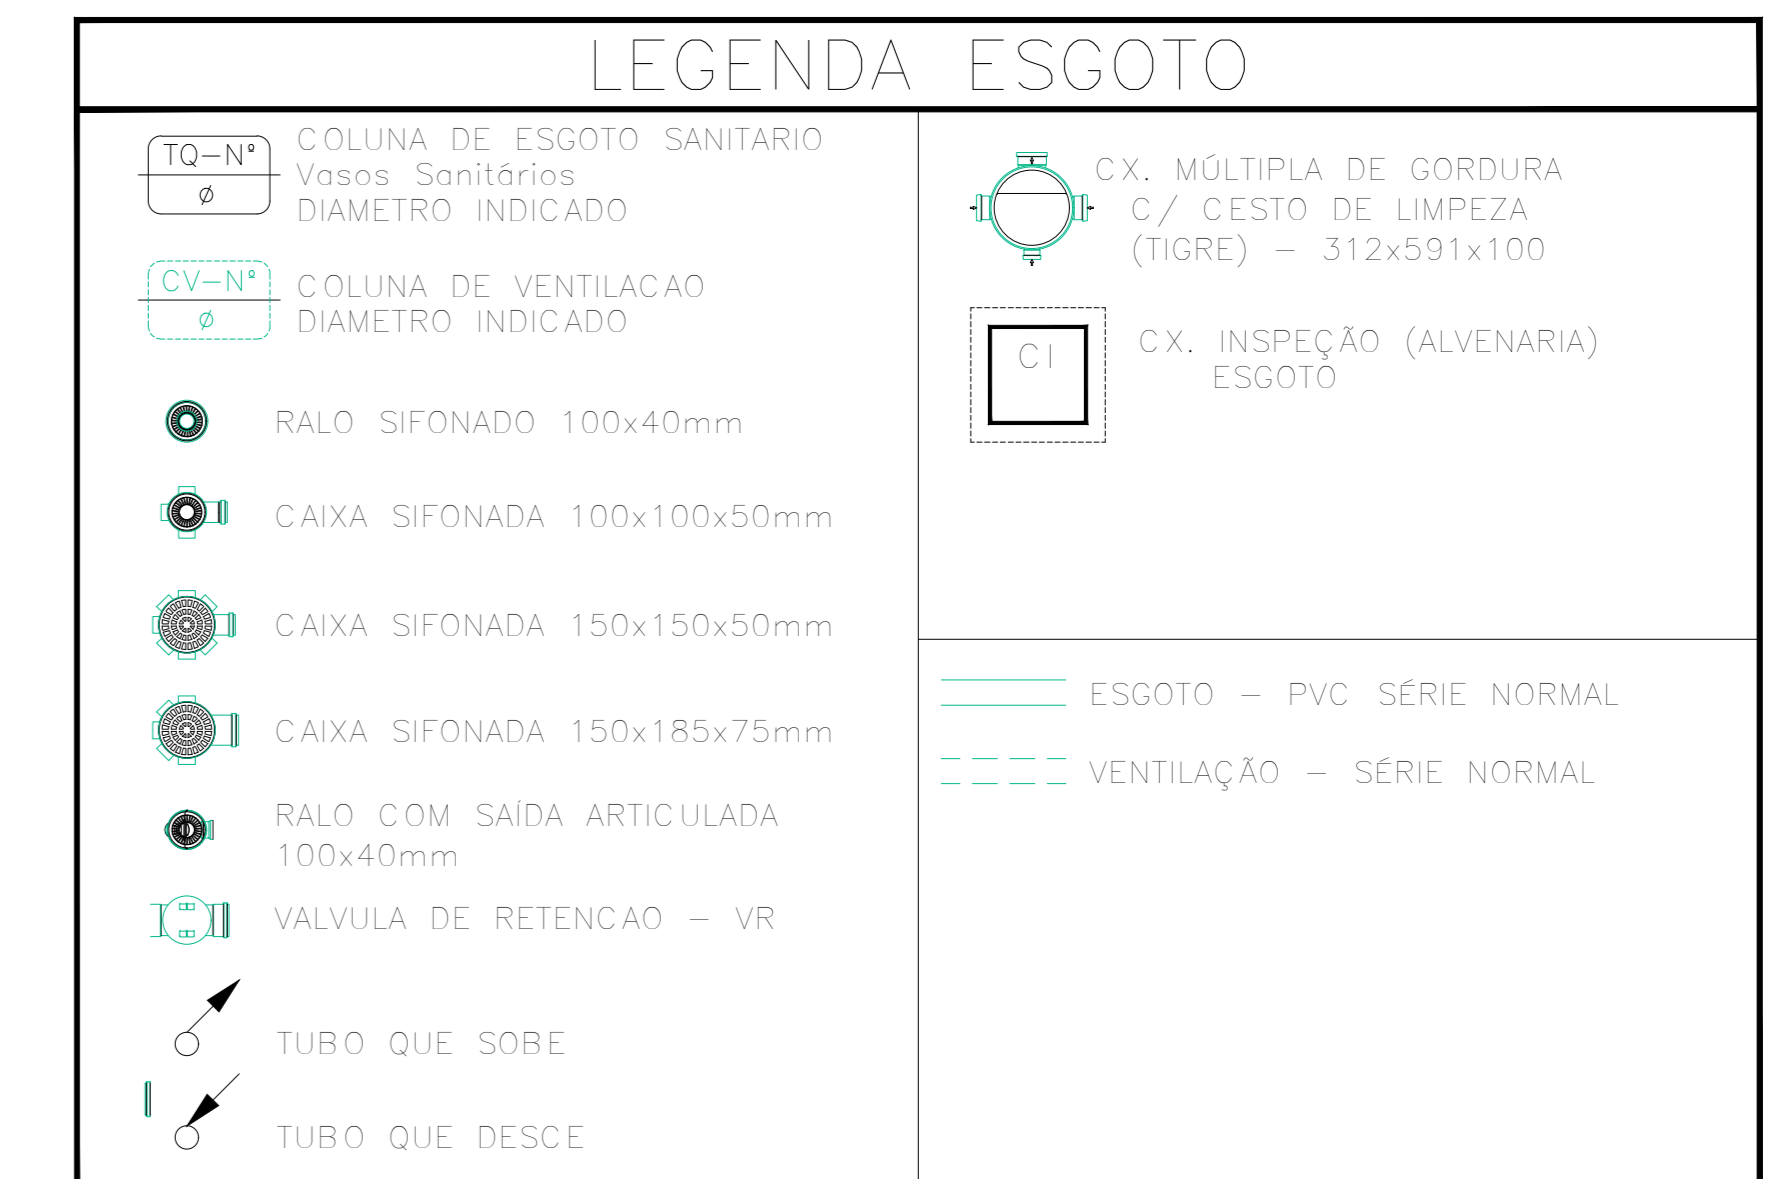 LEGENDA ESGOTO
TQ-Nº
Ø
COLUNA DE ESGOTO SANITARIO
Vasos Sanitários
DIAMETRO INDICADO
CV-Nº
Ø
COLUNA DE VENTILACAO
DIAMETRO INDICADO
RALO SIFONADO 100x40mm
CAIXA SIFONADA 100x100x50mm
CAIXA SIFONADA 150x150x50mm
CAIXA SIFONADA 150x185x75mm
RALO COM SAÍDA ARTICULADA
100x40mm
VALVULA DE RETENCAO - VR
TUBO QUE SOBE
TUBO QUE DESCE
CX. MÚLTIPLA DE GORDURA
C/ CESTO DE LIMPEZA
(TIGRE) - 312x591x100
CI
CX. INSPEÇÃO (ALVENARIA)
ESGOTO
ESGOTO - PVC SÉRIE NORMAL
VENTILAÇÃO - SÉRIE NORMAL